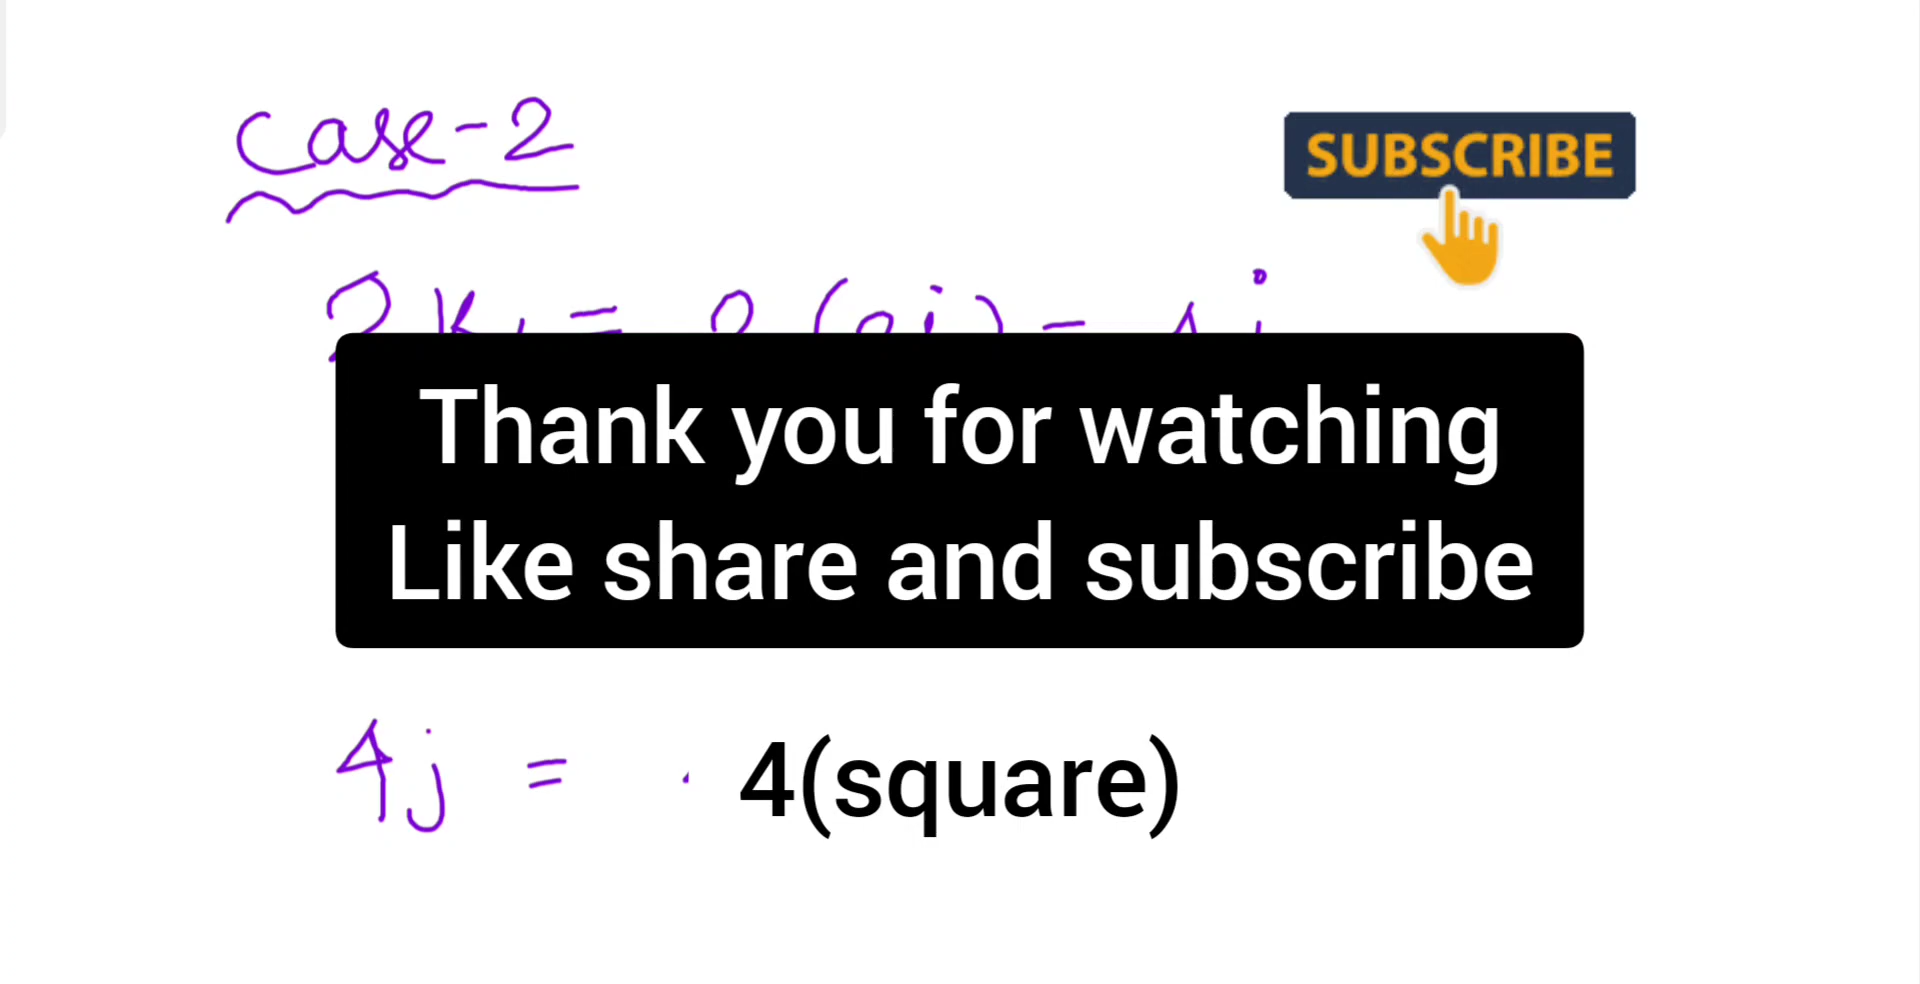 Case-2
SUBSCRIBE
Thank you for watching
Like share and subscribe
4j = 4(square)